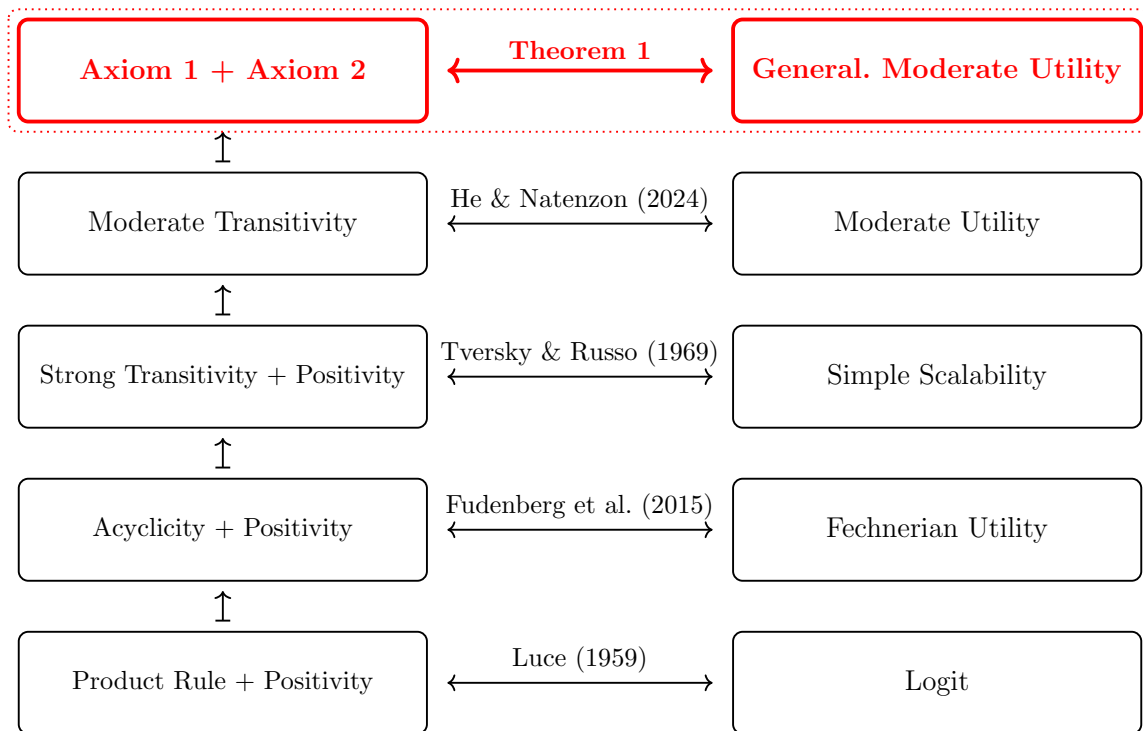 Axiom 1 + Axiom 2
Theorem 1
General. Moderate Utility
Moderate Transitivity
He & Natenzon (2024)
Moderate Utility
Strong Transitivity + Positivity
Tversky & Russo (1969)
Simple Scalability
Acyclicity + Positivity
Fudenberg et al. (2015)
Fechnerian Utility
Product Rule + Positivity
Luce (1959)
Logit